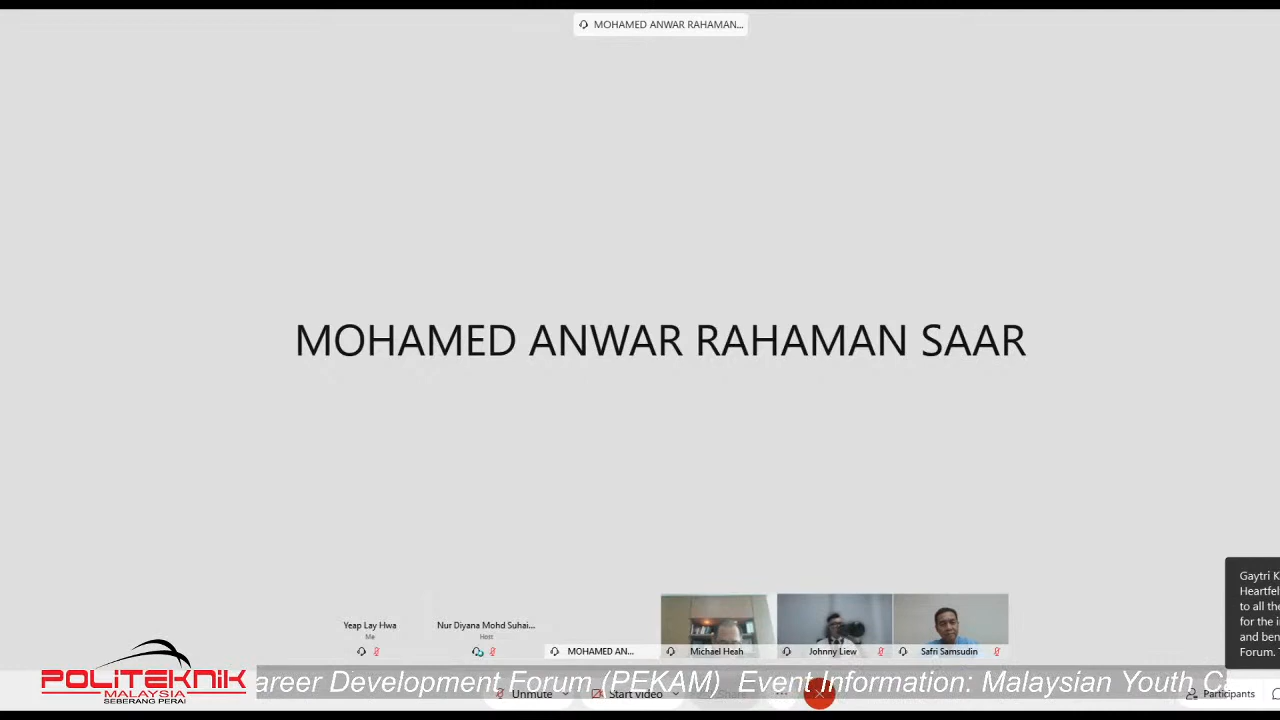 MOHAMED ANWAR RAHAMAN...
MOHAMED ANWAR RAHAMAN SAAR
Gaytri K
Heartfel
to all the
for the i
and ben
Forum. T
Yeap Lay Hwa
Me
Nur Diyana Mohd Suhai...
Host
MOHAMED AN...
Michael Heah
Johnny Liew
Safri Samsudin
POLITEKNIK
MALAYSIA
SEBERANG PERAI
areer Development Forum (PEKAM) Event Information: Malaysian Youth Ca
Unmute
Start video
Share
Participants